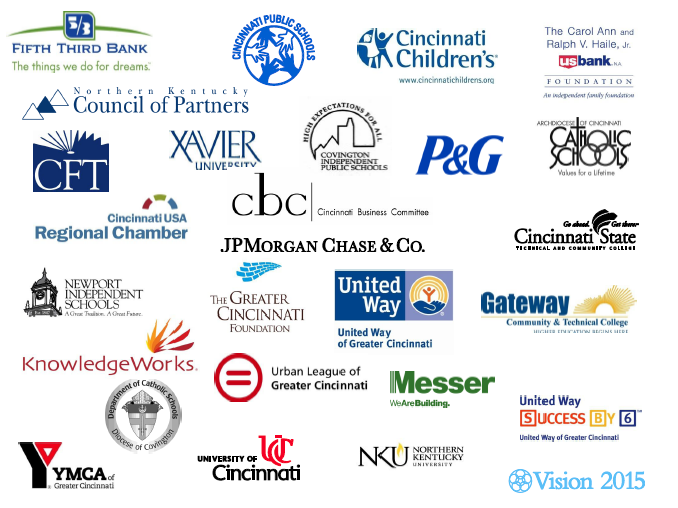 FIFTH THIRD BANK
The things we do for dreams.
CINCINNATI PUBLIC SCHOOLS
Cincinnati
Children's
www.cincinnatichildrens.org
The Carol Ann and
Ralph V. Haile, Jr.
usbank N.A.
FOUNDATION
An independent family foundation
Northern Kentucky
Council of Partners
CFT
XAVIER
UNIVERSITY
HIGH EXPECTATIONS FOR ALL
COVINGTON
INDEPENDENT
PUBLIC SCHOOLS
P&G
ARCHDIOCESE OF CINCINNATI
CATHOLIC
SCHOOLS
Values for a Lifetime
cbc Cincinnati Business Committee
Cincinnati USA
Regional Chamber
JPMORGAN CHASE & CO.
Go ahead. Get there.
Cincinnati State
TECHNICAL AND COMMUNITY COLLEGE
NEWPORT
INDEPENDENT
SCHOOLS
A Great Tradition. A Great Future.
THE GREATER
CINCINNATI
FOUNDATION
United
Way
United Way
of Greater Cincinnati
Gateway
Community & Technical College
HIGHER EDUCATION BEGINS HERE
KNOWLEDGEWORKS
Urban League of
Greater Cincinnati
Messer
We Are Building.
Department of Catholic Schools
Diocese of Covington
United Way
SUCCESS BY 6™
United Way of Greater Cincinnati
YMCA of
Greater Cincinnati
UNIVERSITY OF UC
Cincinnati
NKU NORTHERN
KENTUCKY
UNIVERSITY
Vision 2015